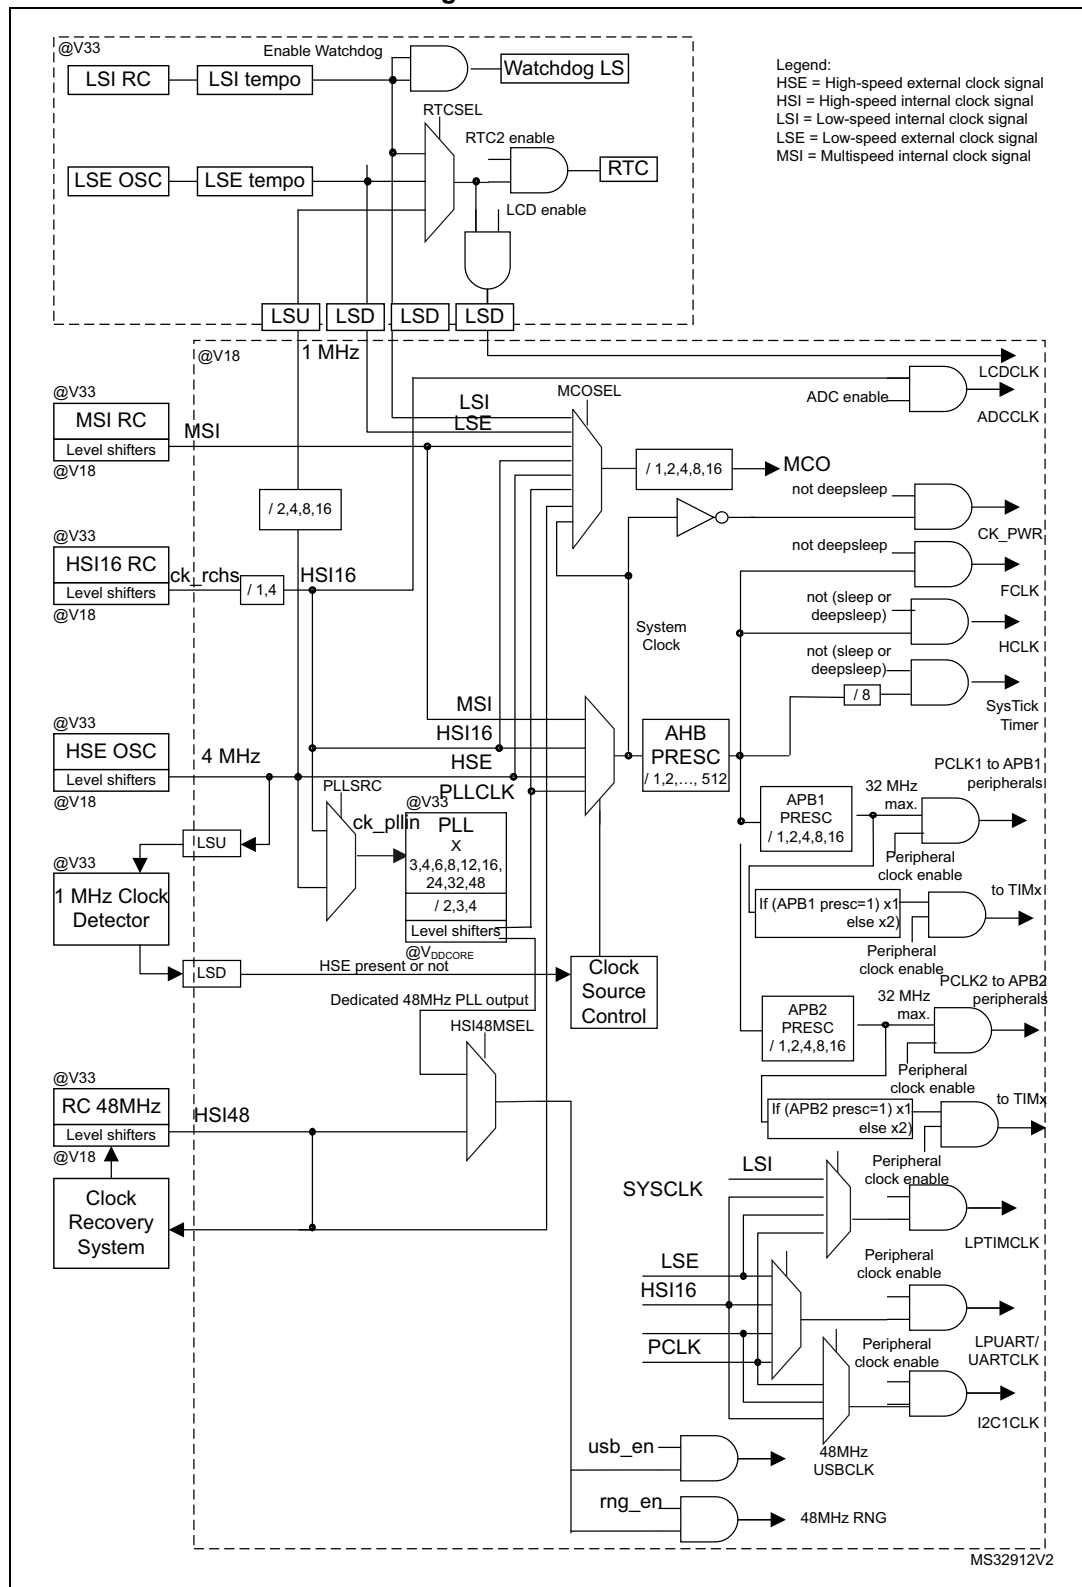 @V33
Enable Watchdog
LSI RC
LSI tempo
Watchdog LS
Legend:
HSE = High-speed external clock signal
HSI = High-speed internal clock signal
LSI = Low-speed internal clock signal
LSE = Low-speed external clock signal
MSI = Multispeed internal clock signal
RTCSEL
RTC2 enable
LSE OSC
LSE tempo
RTC
LCD enable
LSU
LSD
LSD
LSD
1 MHz
@V18
LCDCLK
@V33
MSI RC
Level shifters
@V18
MSI
LSI
LSE
MCOSEL
ADC enable
ADCCLK
/ 2,4,8,16
/ 1,2,4,8,16
MCO
not deepsleep
CK_PWR
@V33
HSI16 RC
Level shifters
@V18
ck_rchs
/ 1,4
HSI16
not deepsleep
FCLK
System
Clock
not (sleep or
deepsleep)
HCLK
not (sleep or
deepsleep)
/ 8
SysTick
Timer
@V33
HSE OSC
Level shifters
@V18
4 MHz
MSI
HSI16
HSE
PLLCLK
AHB
PRESC
/ 1,2,..., 512
PLLSRC
@V33
ck_pllin
PLL
X
3,4,6,8,12,16,
24,32,48
/ 2,3,4
Level shifters
@VDDCORE
PCLK1 to APB1
peripherals
32 MHz
max.
APB1
PRESC
/ 1,2,4,8,16
Peripheral
clock enable
LSU
@V33
1 MHz Clock
Detector
If (APB1 presc=1) x1
else x2)
to TIMx
Peripheral
clock enable
LSD
HSE present or not
Clock
Source
Control
Dedicated 48MHz PLL output
HSI48MSEL
PCLK2 to APB2
peripherals
32 MHz
max.
APB2
PRESC
/ 1,2,4,8,16
Peripheral
clock enable
@V33
RC 48MHz
Level shifters
@V18
HSI48
If (APB2 presc=1) x1
else x2)
to TIMx
Peripheral
clock enable
Clock
Recovery
System
LSI
SYSCLK
LPTIMCLK
LSE
HSI16
PCLK
Peripheral
clock enable
LPUART/
UARTCLK
Peripheral
clock enable
I2C1CLK
usb_en
48MHz
USBCLK
rng_en
48MHz RNG
MS32912V2